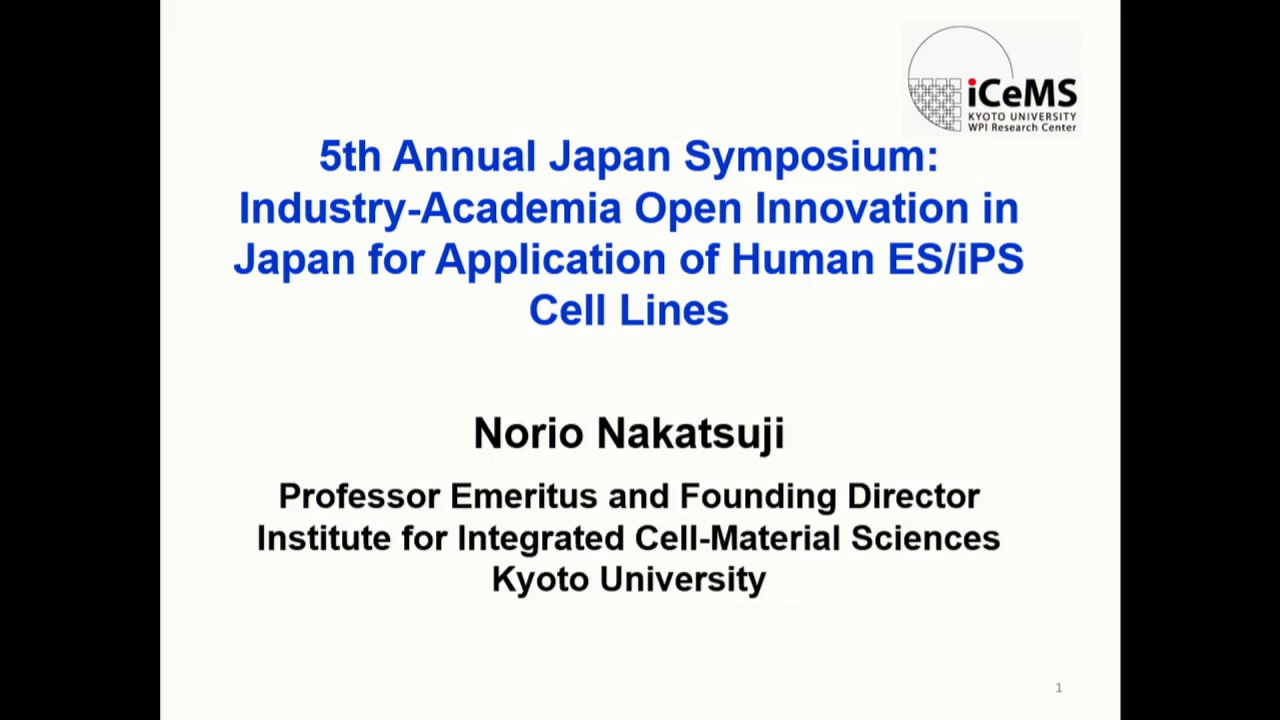 iCeMS
KYOTO UNIVERSITY
WPI Research Center
5th Annual Japan Symposium:
Industry-Academia Open Innovation in
Japan for Application of Human ES/iPS
Cell Lines
Norio Nakatsuji
Professor Emeritus and Founding Director
Institute for Integrated Cell-Material Sciences
Kyoto University
1